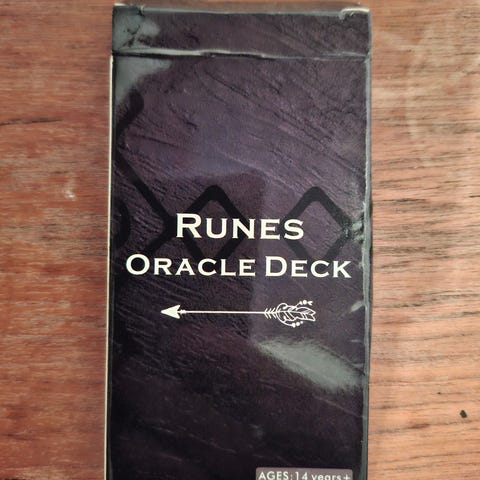 RUNES
ORACLE DECK
AGES: 14 years+